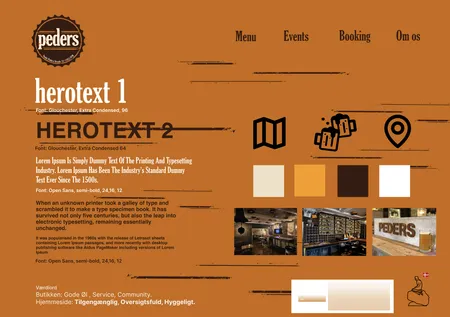 peders
Menu Events Booking Om os
herotext 1
Font: Glouchester, Extra Condensed, 96
HEROTEXT 2
Font: Glouchester, Extra Condensed 64
Lorem Ipsum Is Simply Dummy Text Of The Printing And Typesetting
Industry. Lorem Ipsum Has Been The Industry's Standard Dummy
Text Ever Since The 1500s.
Font: Open Sans, semi-bold, 24,16, 12
When an unknown printer took a galley of type and
scrambled it to make a type specimen book. It has
survived not only five centuries, but also the leap into
electronic typesetting, remaining essentially
unchanged.
It was popularised in the 1960s with the release of Letraset sheets
containing Lorem Ipsum passages, and more recently with desktop
publishing software like Aldus PageMaker including versions of Lorem
Ipsum
Font: Open Sans, semi-bold, 24,16, 12
PEDERS
Værdiord
Butikken: Gode Øl , Service, Community.
Hjemmeside: Tilgængenglig, Oversigtsfuld, Hyggeligt.